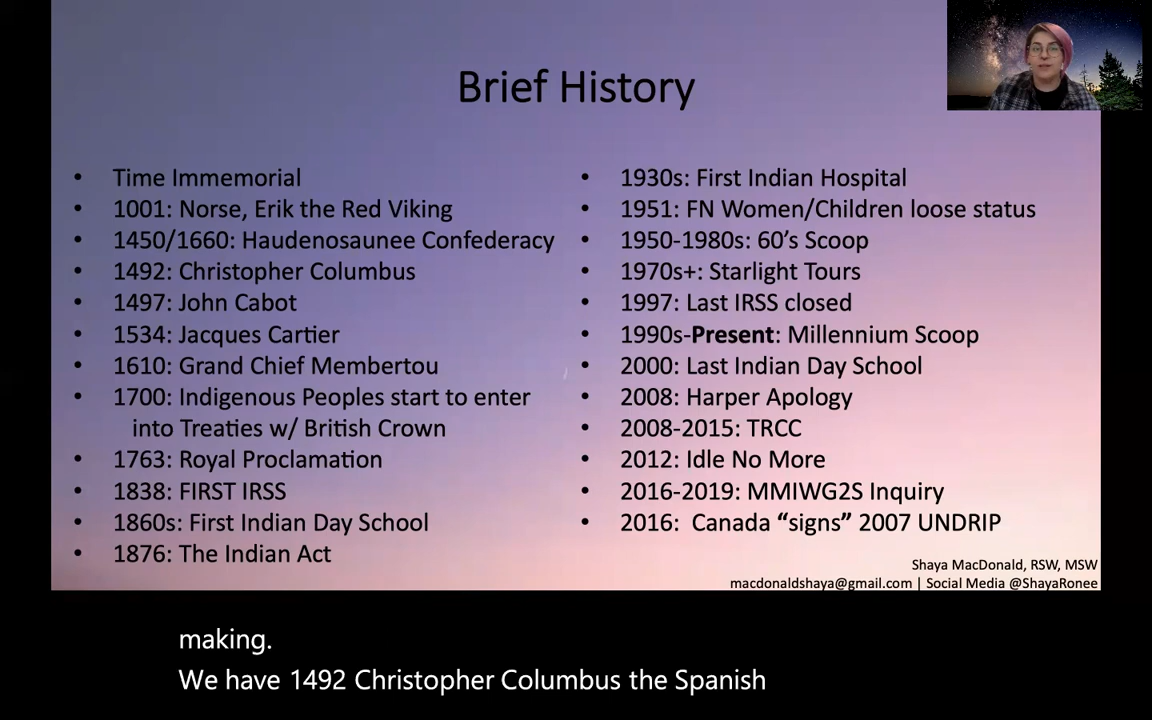 Brief History
• Time Immemorial
• 1001: Norse, Erik the Red Viking
• 1450/1660: Haudenosaunee Confederacy
• 1492: Christopher Columbus
• 1497: John Cabot
• 1534: Jacques Cartier
• 1610: Grand Chief Membertou
• 1700: Indigenous Peoples start to enter
into Treaties w/ British Crown
• 1763: Royal Proclamation
• 1838: FIRST IRSS
• 1860s: First Indian Day School
• 1876: The Indian Act
• 1930s: First Indian Hospital
• 1951: FN Women/Children loose status
• 1950-1980s: 60’s Scoop
• 1970s+: Starlight Tours
• 1997: Last IRSS closed
• 1990s-Present: Millennium Scoop
• 2000: Last Indian Day School
• 2008: Harper Apology
• 2008-2015: TRCC
• 2012: Idle No More
• 2016-2019: MMIWG2S Inquiry
• 2016: Canada “signs” 2007 UNDRIP
Shaya MacDonald, RSW, MSW
macdonaldshaya@gmail.com | Social Media @ShayaRonee
making.
We have 1492 Christopher Columbus the Spanish